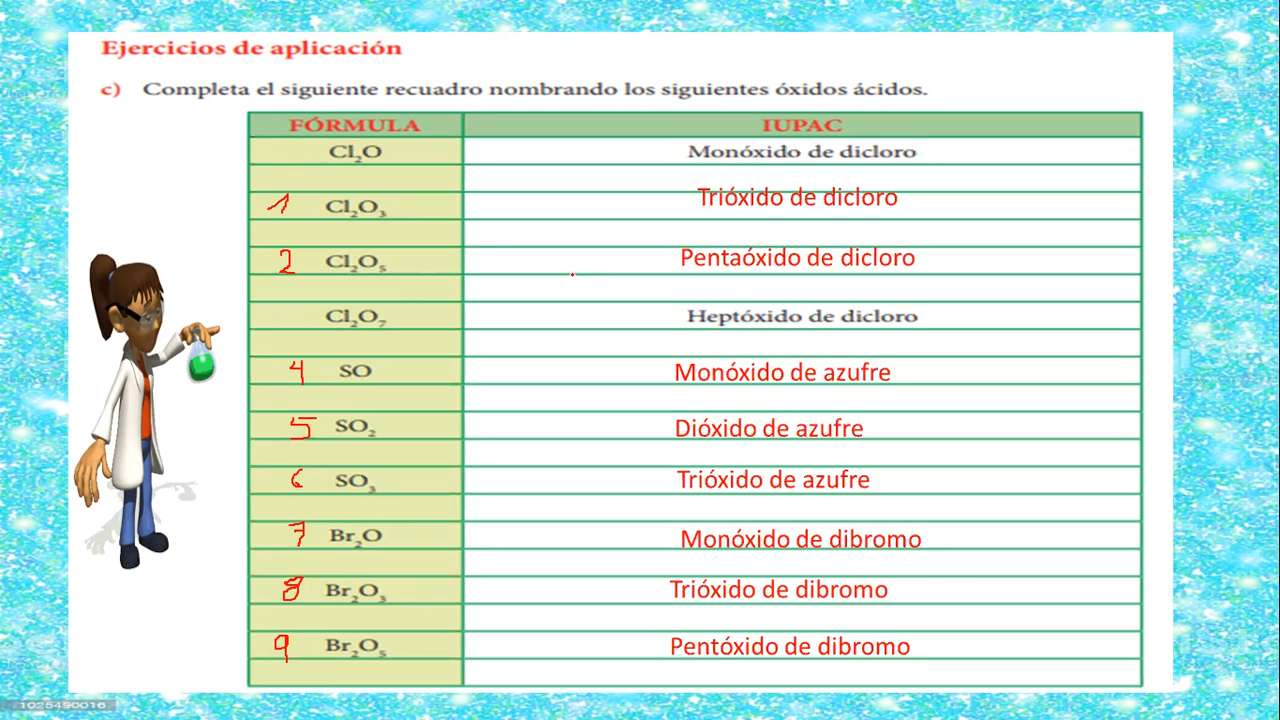 Ejercicios de aplicación
c) Completa el siguiente recuadro nombrando los siguientes óxidos ácidos.
FÓRMULA IUPAC
Cl₂O Monóxido de dicloro
1 Cl₂O₃ Trióxido de dicloro
2 Cl₂O₅ Pentaóxido de dicloro
Cl₂O₇ Heptóxido de dicloro
4 SO Monóxido de azufre
5 SO₂ Dióxido de azufre
6 SO₃ Trióxido de azufre
7 Br₂O Monóxido de dibromo
8 Br₂O₃ Trióxido de dibromo
9 Br₂O₅ Pentóxido de dibromo
1025490016